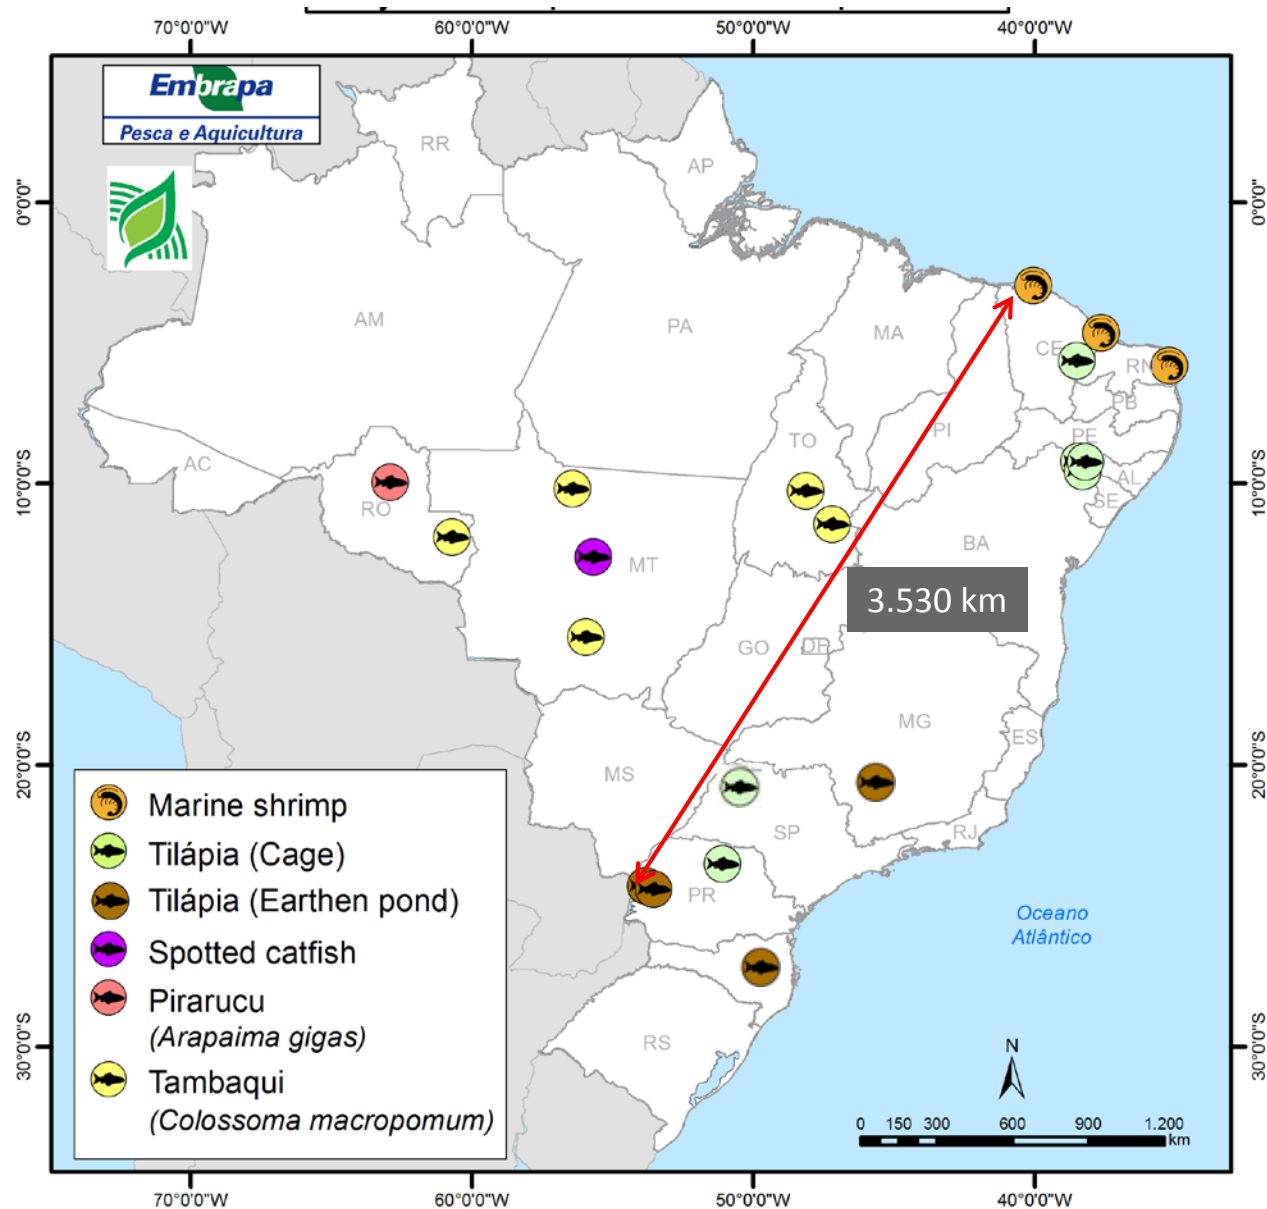 70°0'0"W 60°0'0"W 50°0'0"W 40°0'0"W
Embrapa
Pesca e Aquicultura
RR
AP
0°0'0"
0°0'0"
AM
PA
MA
CE
RN
PB
PI
TO
PE
AC
AL
10°0'0"S
10°0'0"S
SE
RO
BA
MT
3.530 km
GO
DF
MG
ES
20°0'0"S
20°0'0"S
MS
SP
RJ
PR
Marine shrimp
Tilápia (Cage)
Tilápia (Earthen pond)
Spotted catfish
Pirarucu
(Arapaima gigas)
Tambaqui
(Colossoma macropomum)
Oceano
Atlântico
RS
30°0'0"S
30°0'0"S
N
0 150 300 600 900 1.200
km
70°0'0"W 60°0'0"W 50°0'0"W 40°0'0"W